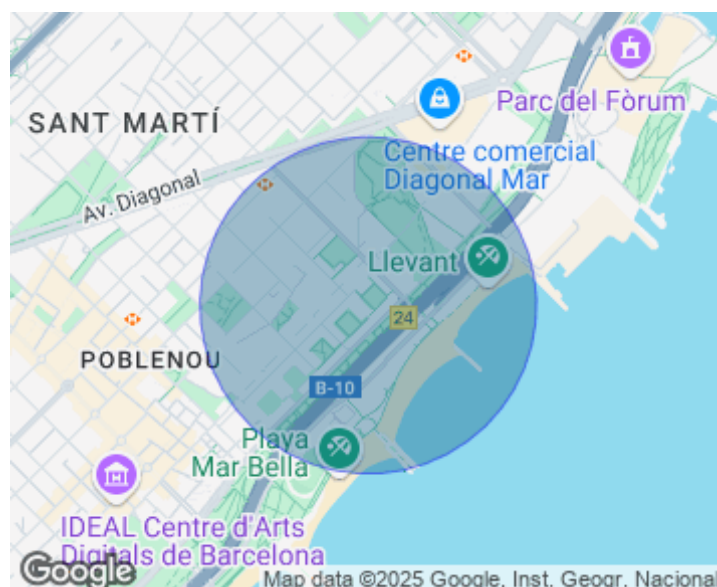 Parc del Fòrum
SANT MARTÍ
Centre comercial
Diagonal Mar
Av. Diagonal
Llevant
24
POBLENOU
B-10
Playa
Mar Bella
IDEAL Centre d'Arts
Digitals de Barcelona
Google
Map data ©2025 Google, Inst. Geogr. Nacional